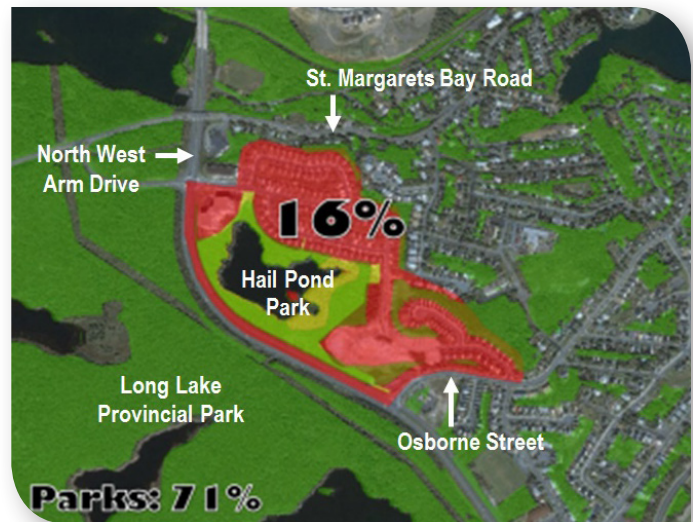 St. Margarets Bay Road
North West
Arm Drive
16%
Hail Pond
Park
Long Lake
Provincial Park
Osborne Street
Parks: 71%